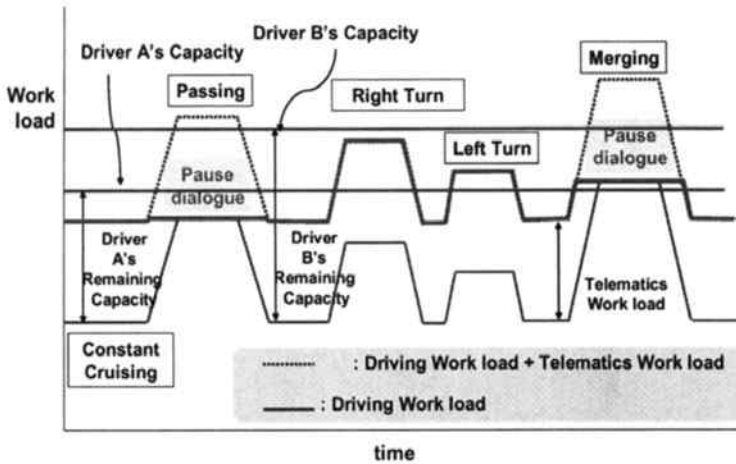 Driver A's Capacity
Driver B's Capacity
Work
load
Passing
Right Turn
Left Turn
Merging
Pause
dialogue
Pause
dialogue
Driver
A's
Remaining
Capacity
Driver
B's
Remaining
Capacity
Telematics
Work load
Constant
Cruising
: Driving Work load + Telematics Work load
: Driving Work load
time